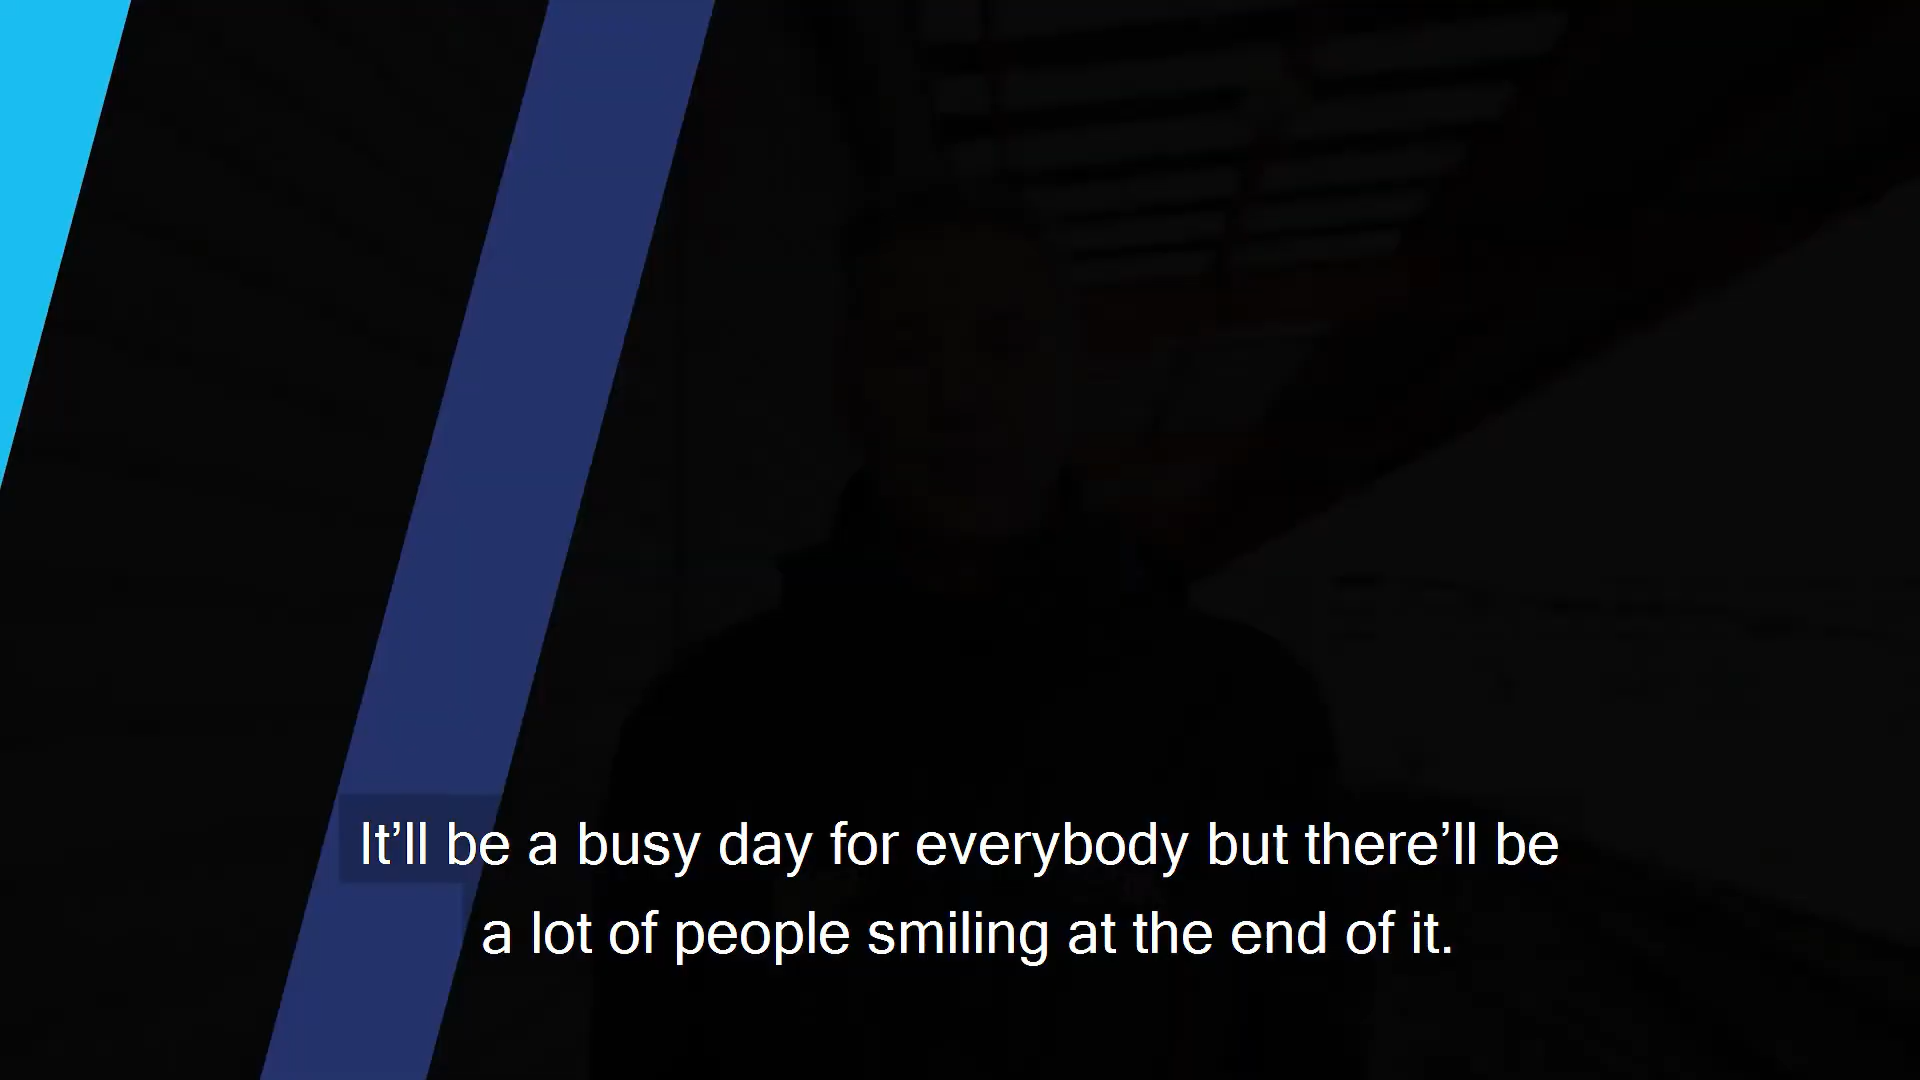 It’ll be a busy day for everybody but there’ll be
a lot of people smiling at the end of it.